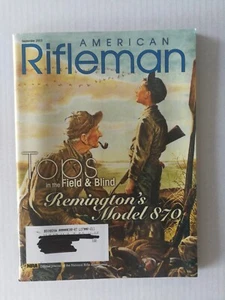 AMERICAN
Rifleman
Tops
in the Field & Blind
Remington's
Model 870